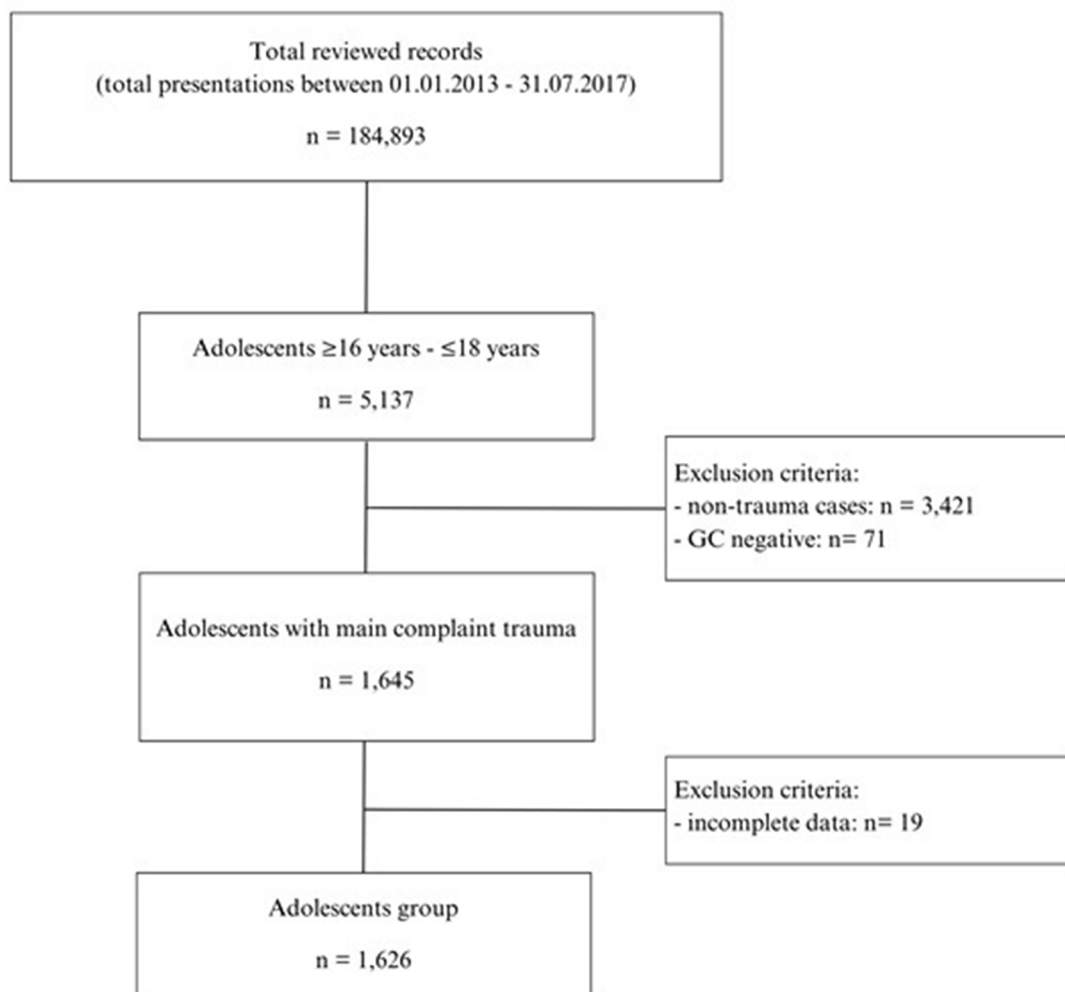 Total reviewed records
(total presentations between 01.01.2013 - 31.07.2017)
n = 184,893
Adolescents ≥16 years - ≤18 years
n = 5,137
Exclusion criteria:
- non-trauma cases: n = 3,421
- GC negative: n= 71
Adolescents with main complaint trauma
n = 1,645
Exclusion criteria:
- incomplete data: n= 19
Adolescents group
n = 1,626